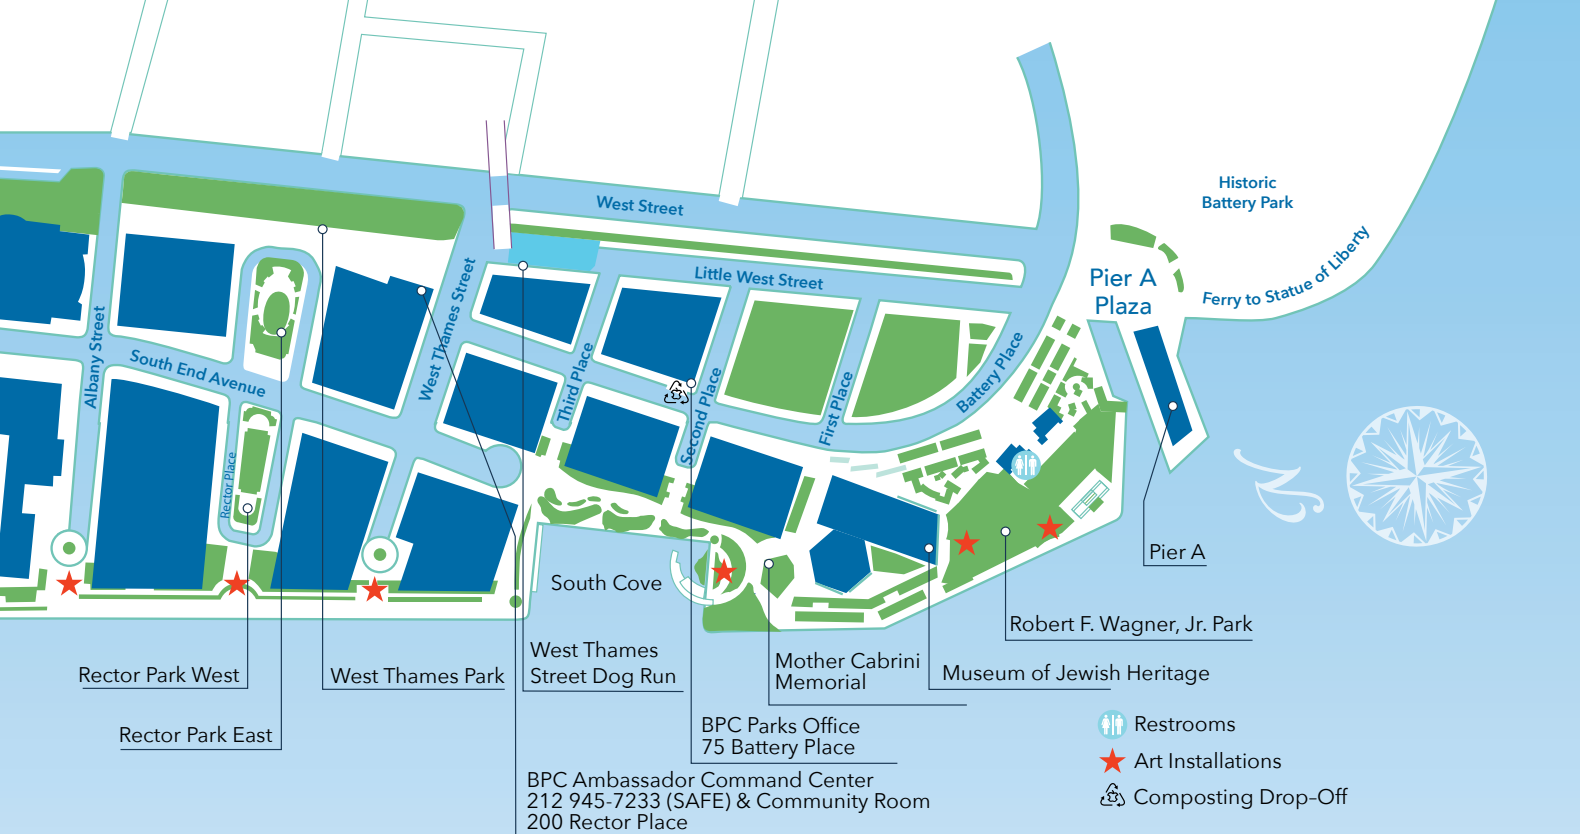 West Street
Historic
Battery Park
Little West Street
Pier A
Plaza
Ferry to Statue of Liberty
Albany Street
South End Avenue
West Thames Street
Third Place
Second Place
First Place
Battery Place
Rector Place
N
South Cove
Pier A
Robert F. Wagner, Jr. Park
Rector Park West
West Thames Park
West Thames
Street Dog Run
Mother Cabrini
Memorial
Museum of Jewish Heritage
Rector Park East
BPC Parks Office
75 Battery Place
Restrooms
Art Installations
Composting Drop-Off
BPC Ambassador Command Center
212 945-7233 (SAFE) & Community Room
200 Rector Place